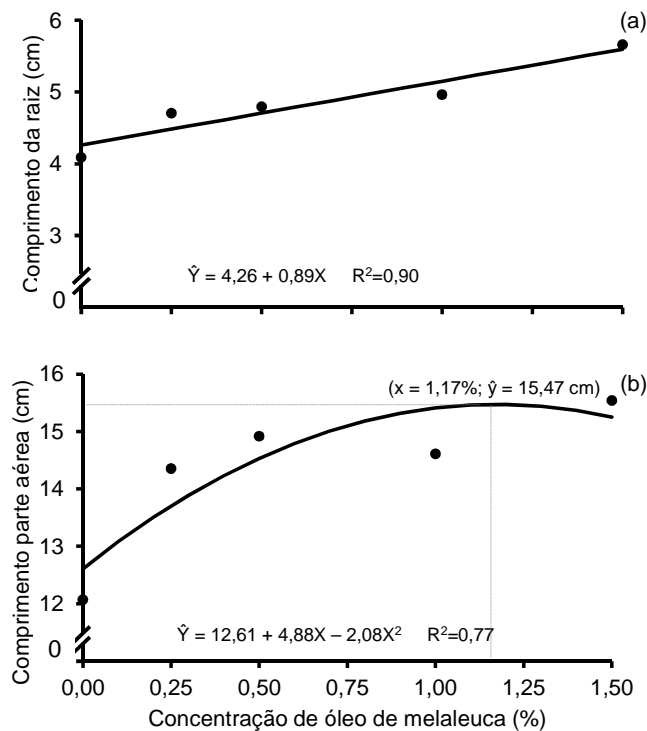 (a)
Comprimento da raiz (cm)
6
5
4
3
0
Ŷ = 4,26 + 0,89X R²=0,90
(b)
Comprimento parte aérea (cm)
16
15
14
13
12
0
(x = 1,17%; ŷ = 15,47 cm)
Ŷ = 12,61 + 4,88X – 2,08X² R²=0,77
0,00 0,25 0,50 0,75 1,00 1,25 1,50
Concentração de óleo de melaleuca (%)